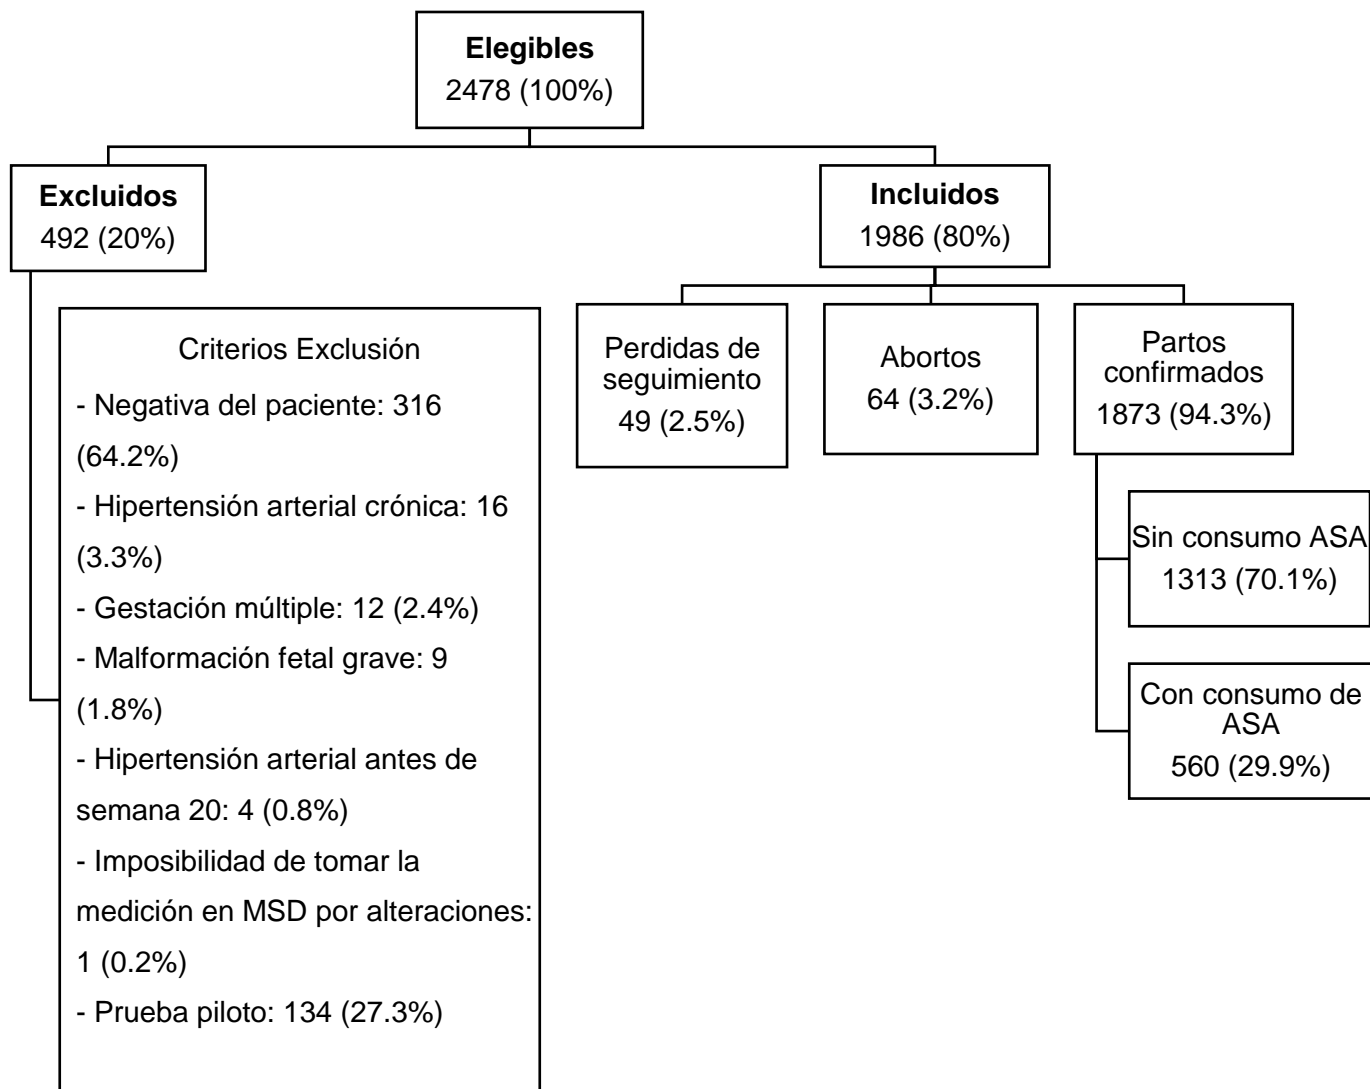 Elegibles
2478 (100%)
Excluidos
492 (20%)
Incluidos
1986 (80%)
Criterios Exclusión
- Negativa del paciente: 316
(64.2%)
- Hipertensión arterial crónica: 16
(3.3%)
- Gestación múltiple: 12 (2.4%)
- Malformación fetal grave: 9
(1.8%)
- Hipertensión arterial antes de
semana 20: 4 (0.8%)
- Imposibilidad de tomar la
medición en MSD por alteraciones:
1 (0.2%)
- Prueba piloto: 134 (27.3%)
Perdidas de
seguimiento
49 (2.5%)
Abortos
64 (3.2%)
Partos
confirmados
1873 (94.3%)
Sin consumo ASA
1313 (70.1%)
Con consumo de
ASA
560 (29.9%)